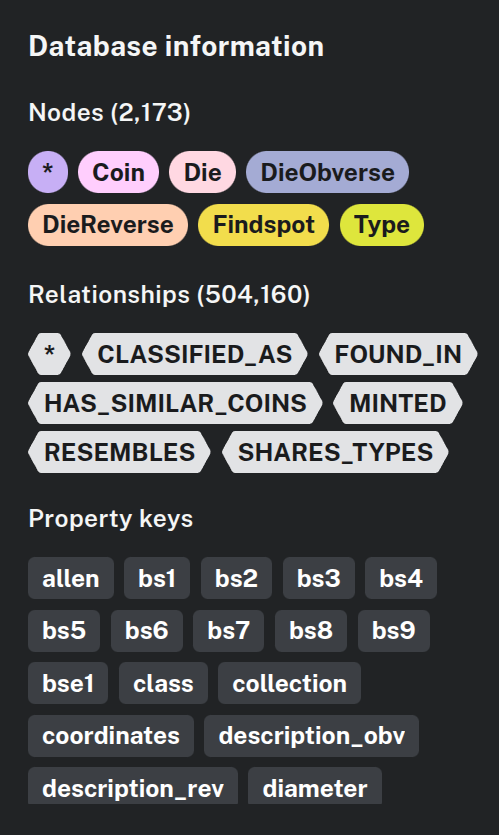 Database information
Nodes (2,173)
* Coin Die DieObverse
DieReverse Findspot Type
Relationships (504,160)
* CLASSIFIED_AS FOUND_IN
HAS_SIMILAR_COINS MINTED
RESEMBLES SHARES_TYPES
Property keys
allen bs1 bs2 bs3 bs4
bs5 bs6 bs7 bs8 bs9
bse1 class collection
coordinates description_obv
description_rev diameter